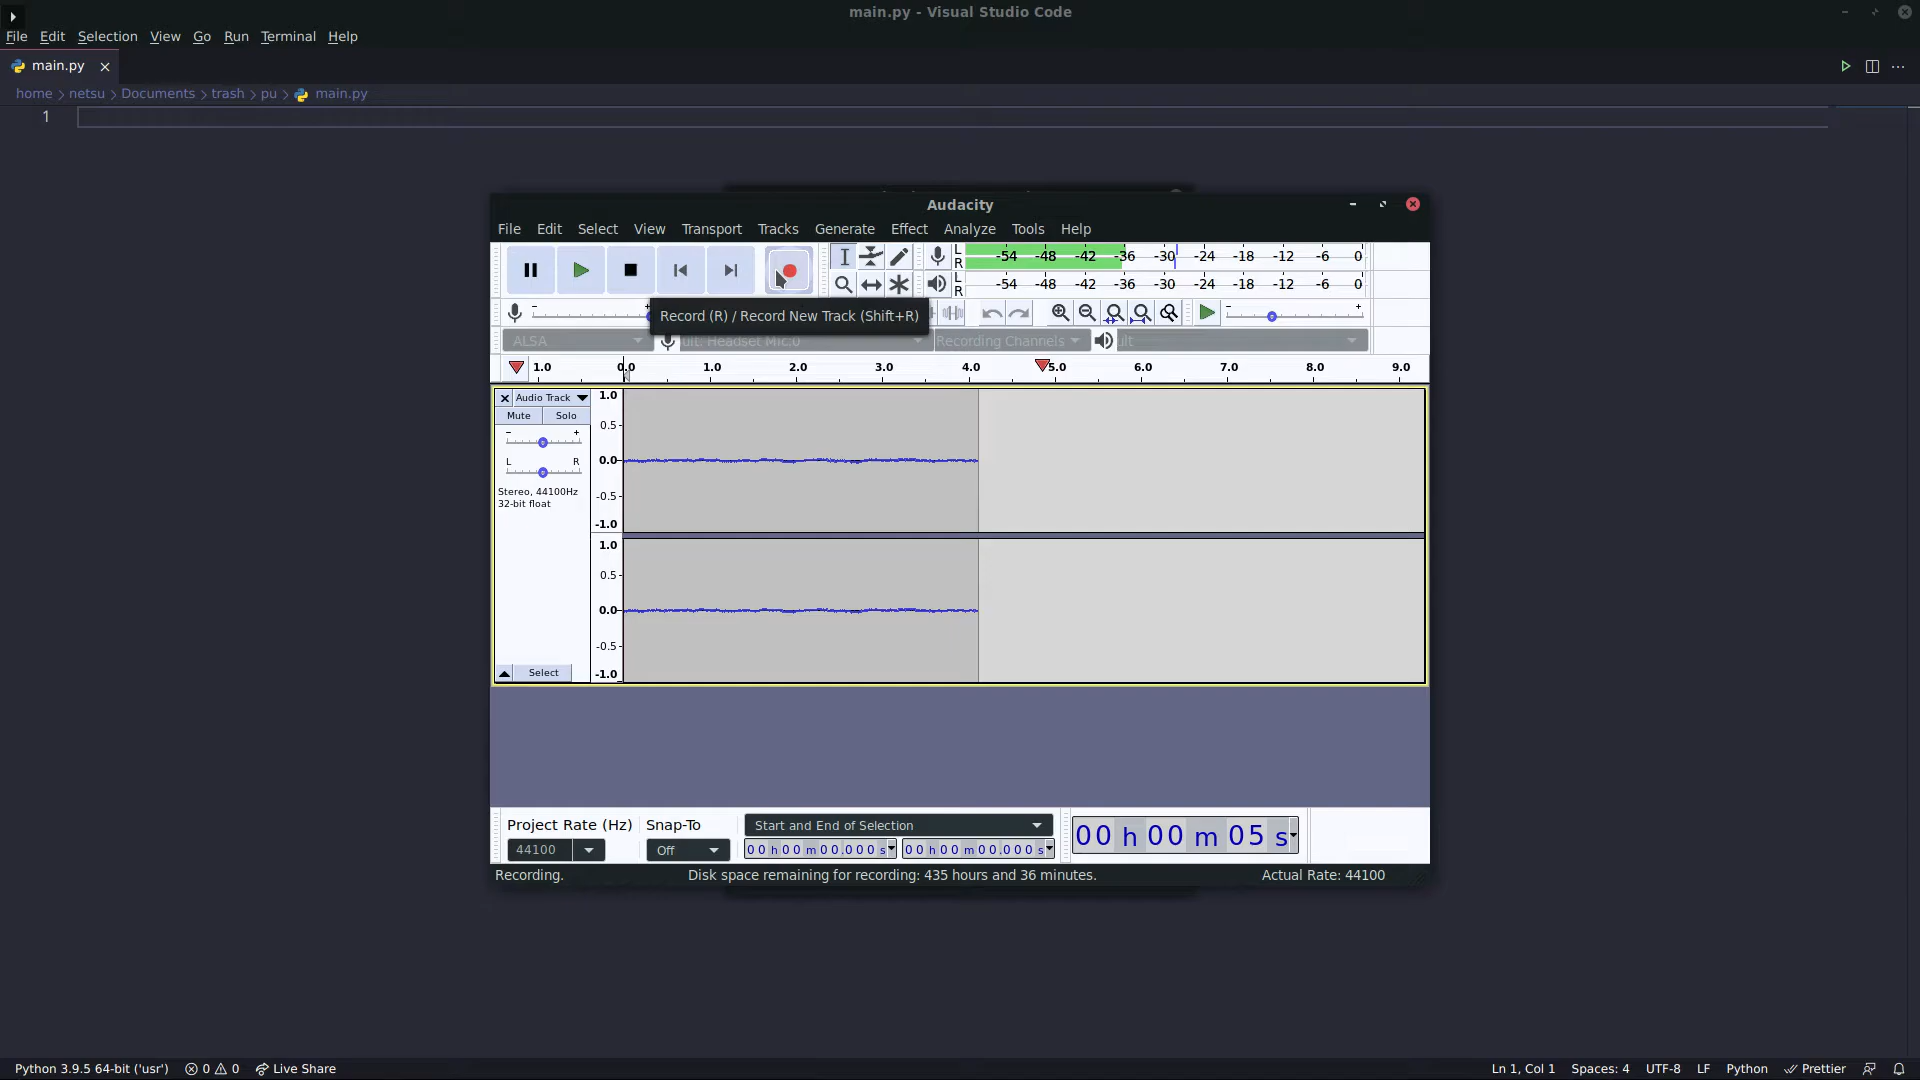 main.py - Visual Studio Code
File Edit Selection View Go Run Terminal Help
main.py
home > netsu > Documents > trash > pu > main.py
1
Audacity
File Edit Select View Transport Tracks Generate Effect Analyze Tools Help
L
R
-54 -48 -42 -36 -30 -24 -18 -12 -6 0
L
R
-54 -48 -42 -36 -30 -24 -18 -12 -6 0
Record (R) / Record New Track (Shift+R)
ALSA
ult: Headset Mic:0
Recording Channels
ult
1.0 0.0 1.0 2.0 3.0 4.0 5.0 6.0 7.0 8.0 9.0
Audio Track
Mute Solo
- +
L R
Stereo, 44100Hz
32-bit float
Select
1.0
0.5
0.0
-0.5
-1.0
1.0
0.5
0.0
-0.5
-1.0
Project Rate (Hz) Snap-To Start and End of Selection
44100 Off 00 h 00 m 00.000 s 00 h 00 m 00.000 s
00 h 00 m 05 s
Recording. Disk space remaining for recording: 435 hours and 36 minutes. Actual Rate: 44100
Python 3.9.5 64-bit ('usr') 0 0 Live Share Ln 1, Col 1 Spaces: 4 UTF-8 LF Python Prettier